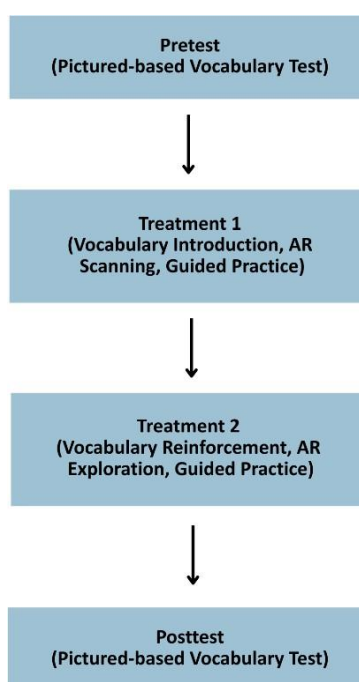 Pretest
(Pictured-based Vocabulary Test)
Treatment 1
(Vocabulary Introduction, AR
Scanning, Guided Practice)
Treatment 2
(Vocabulary Reinforcement, AR
Exploration, Guided Practice)
Posttest
(Pictured-based Vocabulary Test)